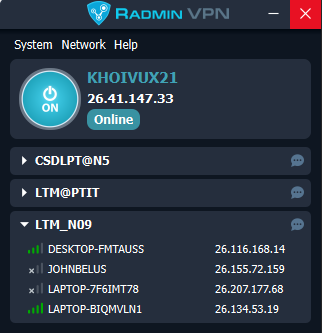 RADMIN VPN
System Network Help
KHOIVUX21
26.41.147.33
ON
Online
CSDLPT@N5
LTM@PTIT
LTM_N09
DESKTOP-FMTAUSS 26.116.168.14
JOHNBELUS 26.155.72.159
LAPTOP-7F6IMT78 26.207.177.68
LAPTOP-BIQMVLN1 26.134.53.19